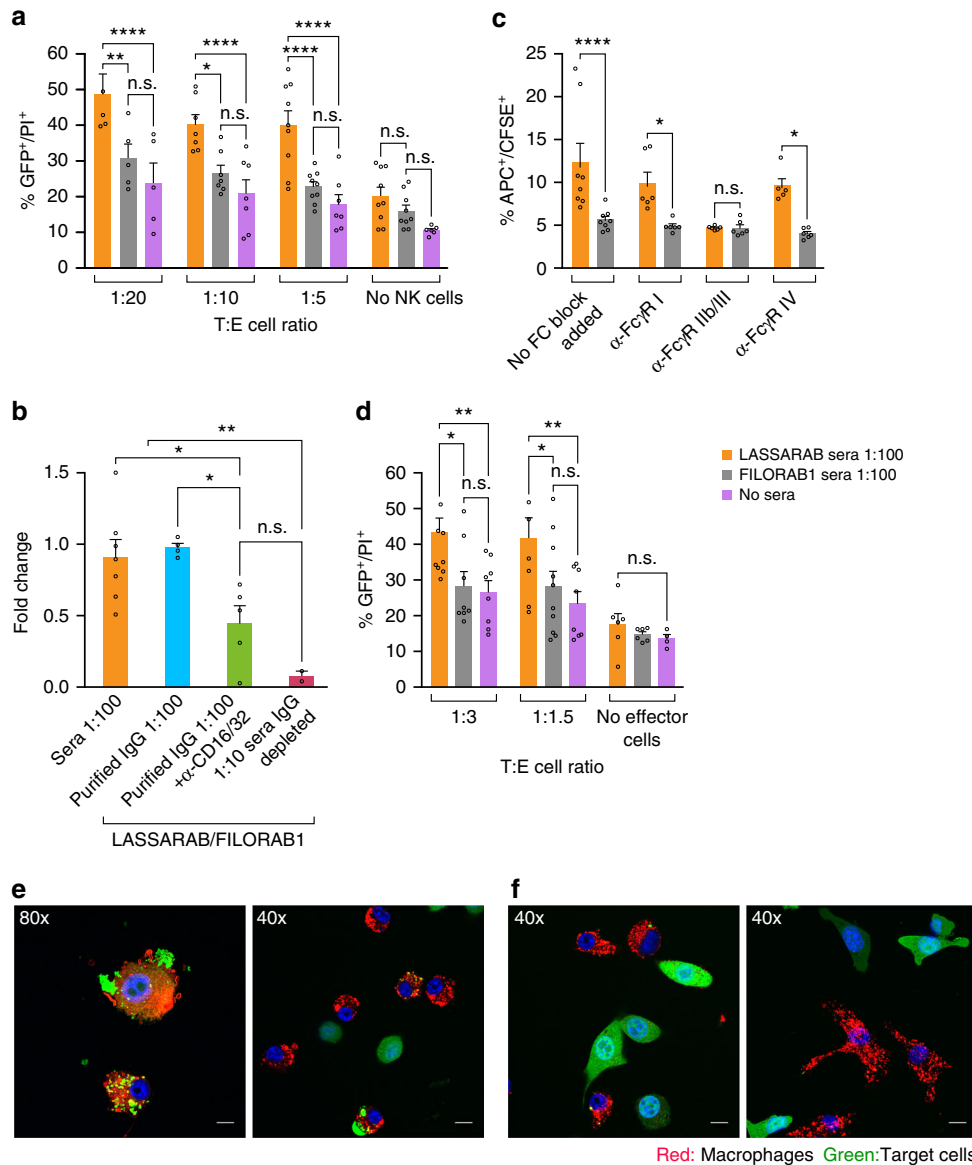 a
% GFP+/PI+
60
50
40
30
20
10
0
****
**
n.s.
****
*
n.s.
****
****
n.s.
n.s.
n.s.
1:20
1:10
1:5
No NK cells
T:E cell ratio
c
% APC+/CFSE+
25
20
15
10
5
0
****
*
n.s.
*
No FC block added
α-FcγR I
α-FcγR IIb/III
α-FcγR IV
b
Fold change
1.5
1.0
0.5
0.0
**
*
*
n.s.
Sera 1:100
Purified IgG 1:100
Purified IgG 1:100
+α-CD16/32
1:10 sera IgG
depleted
LASSARAB/FILORAB1
d
% GFP+/PI+
60
50
40
30
20
10
0
**
*
n.s.
**
*
n.s.
n.s.
1:3
1:1.5
No effector
cells
T:E cell ratio
LASSARAB sera 1:100
FILORAB1 sera 1:100
No sera
e
80x
40x
f
40x
40x
Red: Macrophages Green:Target cells